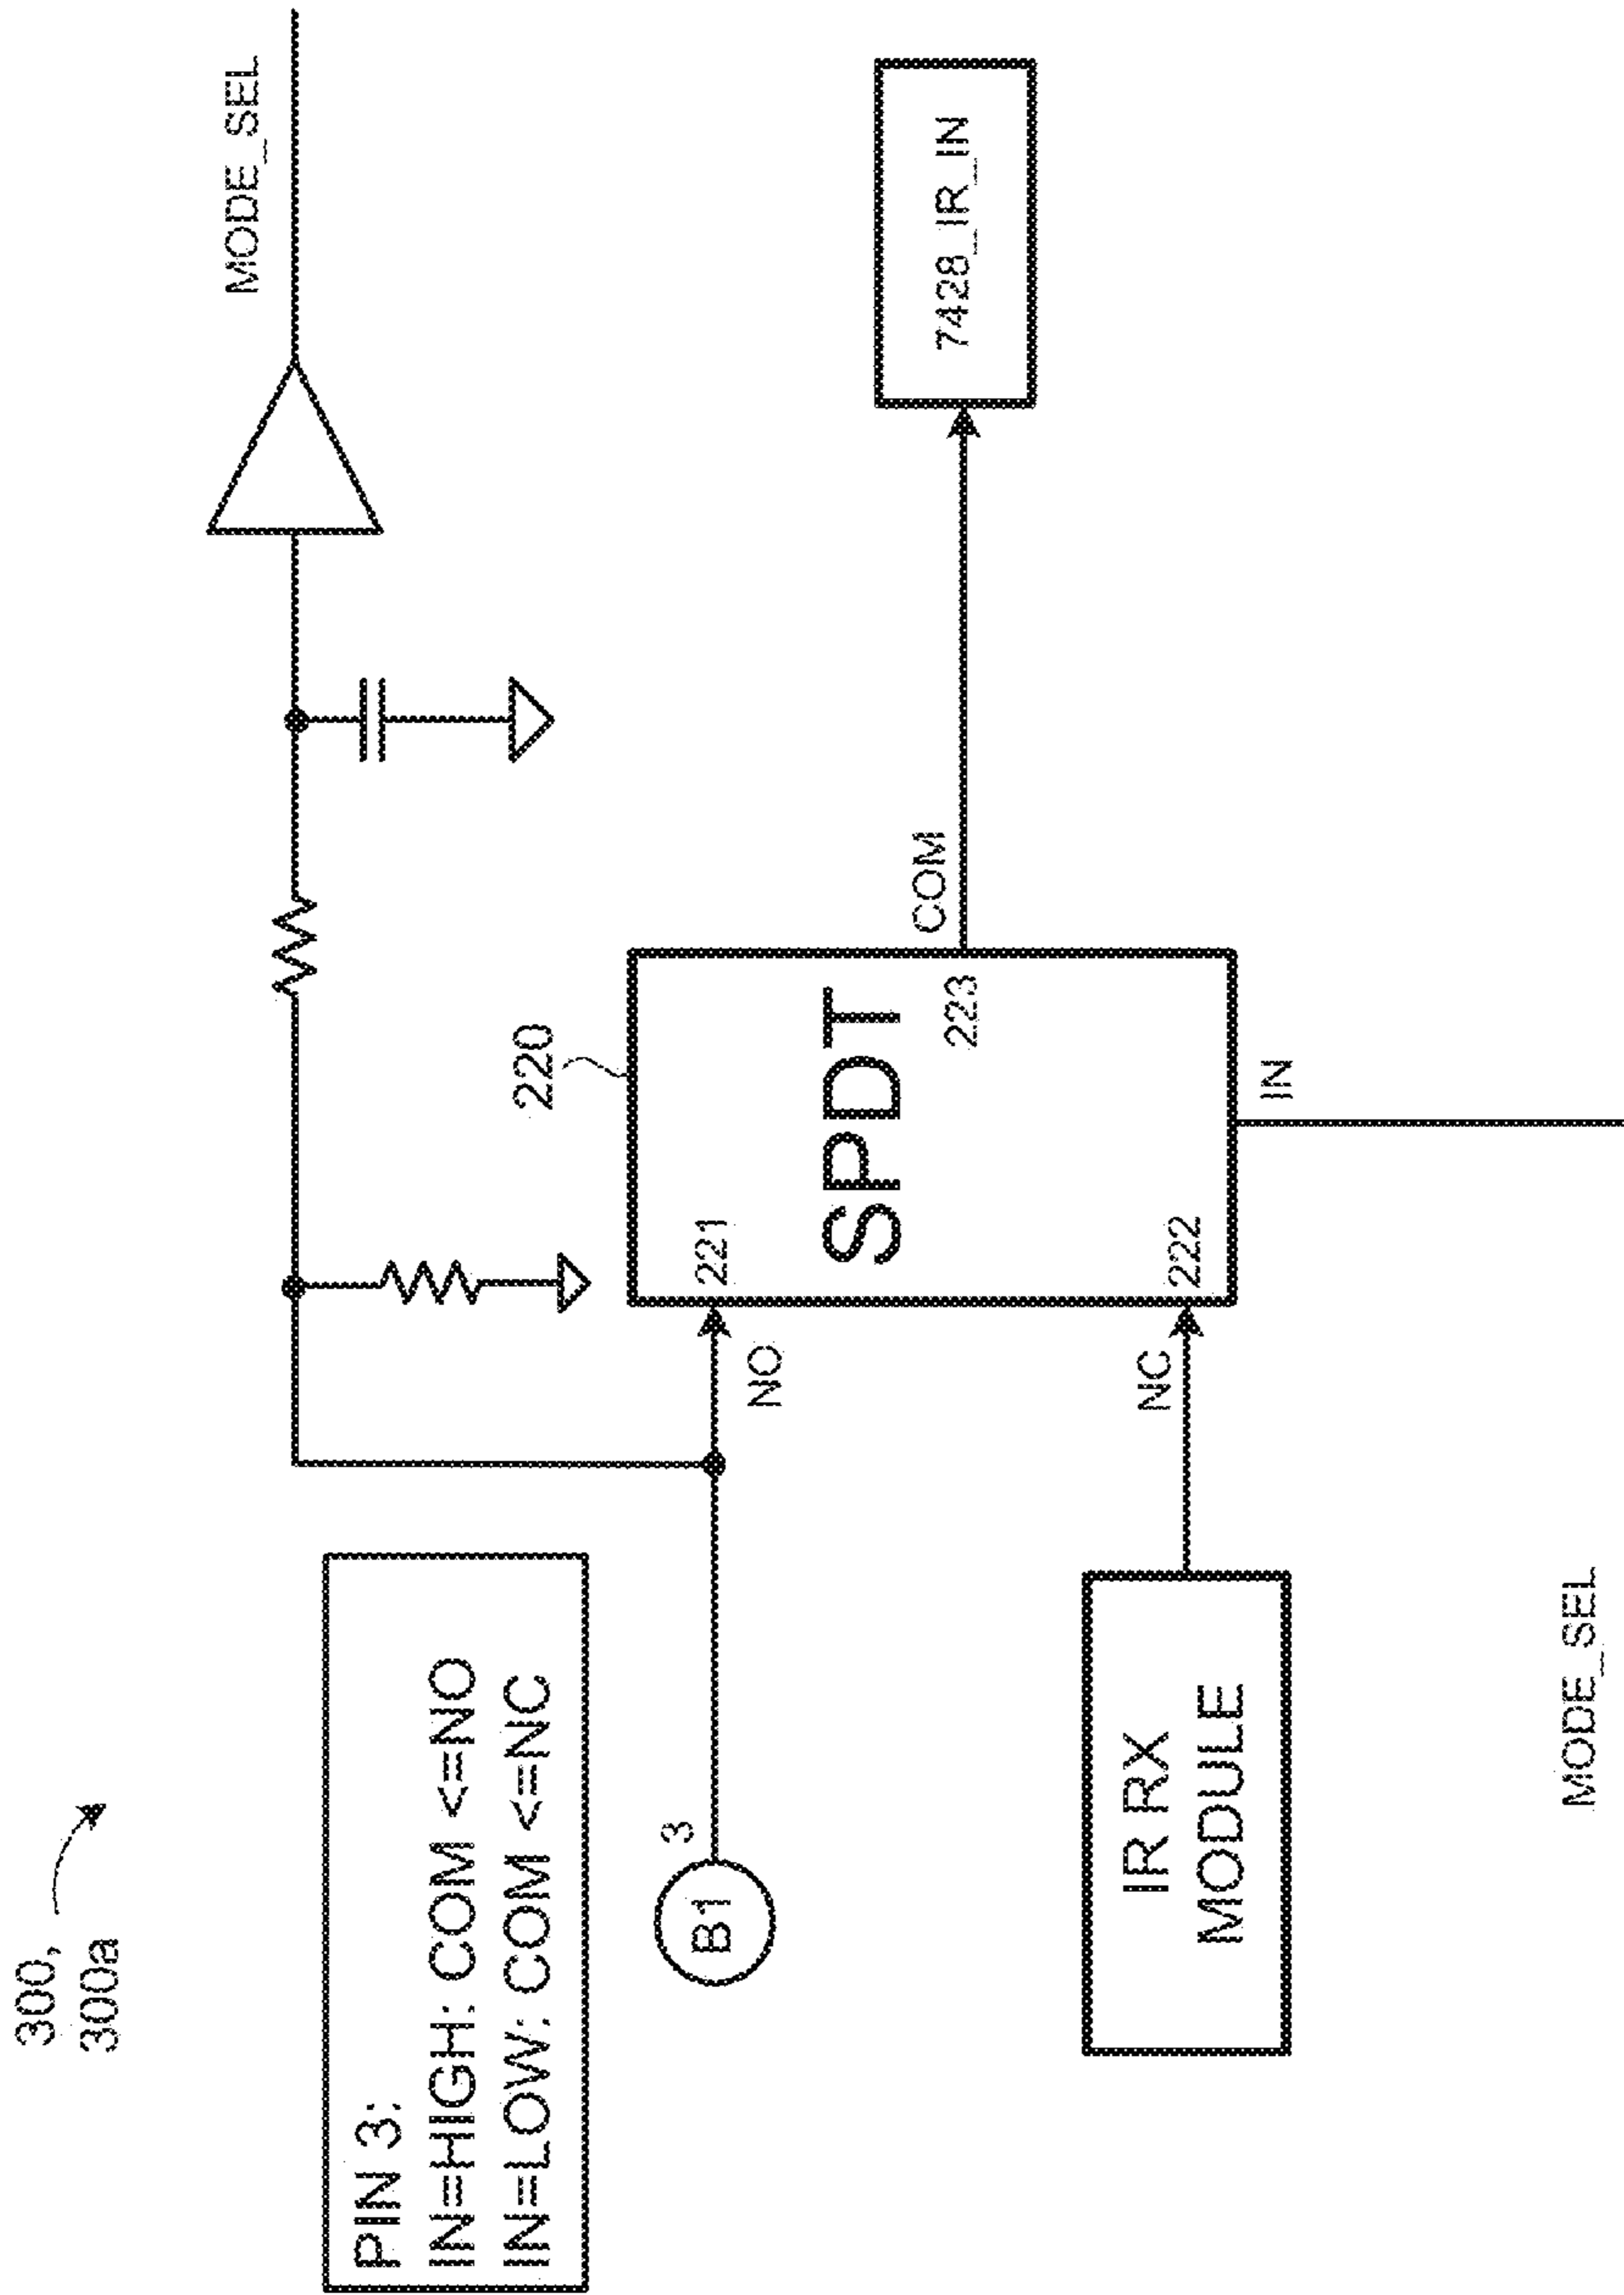 300,
300a
MODE_SEL
PIN 3:
IN=HIGH: COM <=NO
IN=LOW: COM <=NC
220
B1
3
NO
221
SPDT
COM
223
7428_IR_IN
IR RX
MODULE
NC
222
IN
MODE_SEL